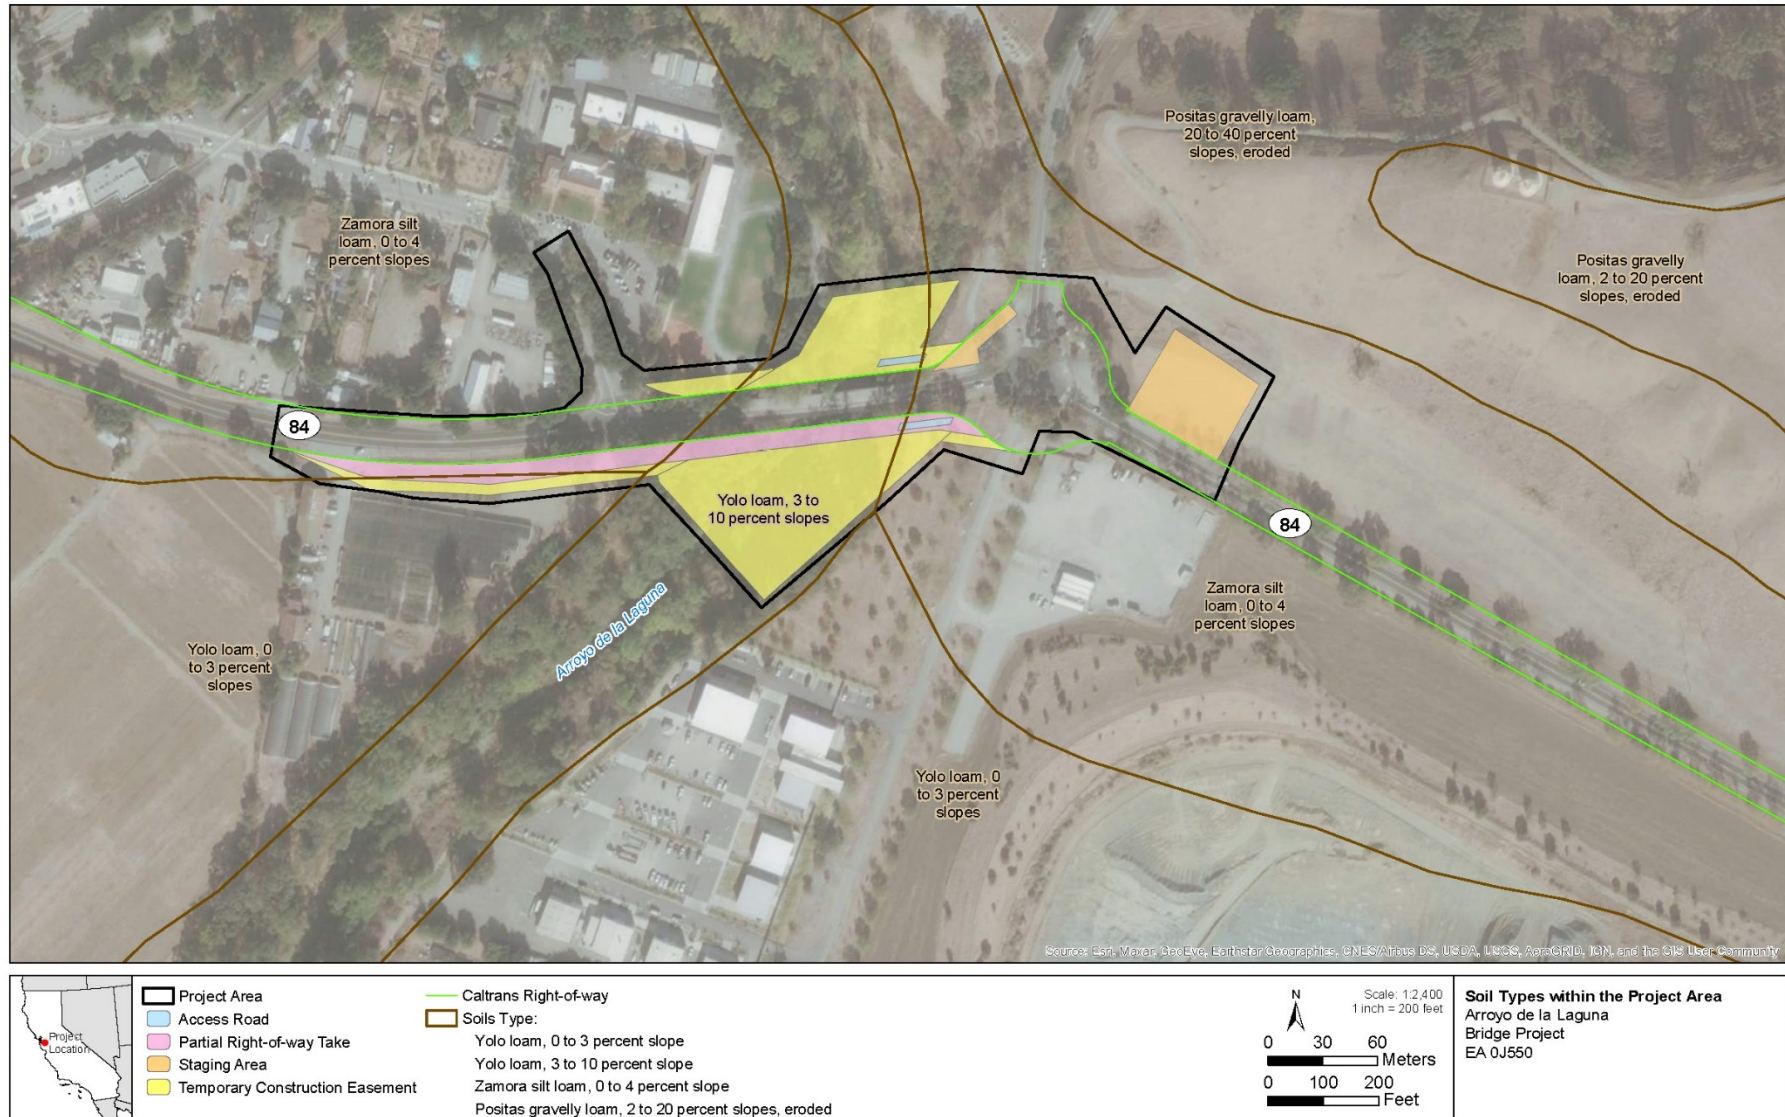 Positas gravelly loam,
20 to 40 percent
slopes, eroded
Zamora silt
loam, 0 to 4
percent slopes
Positas gravelly
loam, 2 to 20 percent
slopes, eroded
84
Yolo loam, 3 to
10 percent slopes
84
Zamora silt
loam, 0 to 4
percent slopes
Arroyo de la Laguna
Yolo loam, 0
to 3 percent
slopes
Yolo loam, 0
to 3 percent
slopes
Source: Esri, Maxar, GeoEye, Earthstar Geographics, CNES/Airbus DS, USDA, USGS, AeroGRID, IGN, and the GIS User Community
Project
Location
Project Area
Access Road
Partial Right-of-way Take
Staging Area
Temporary Construction Easement
Caltrans Right-of-way
Soils Type:
Yolo loam, 0 to 3 percent slope
Yolo loam, 3 to 10 percent slope
Zamora silt loam, 0 to 4 percent slope
Positas gravelly loam, 2 to 20 percent slopes, eroded
N
Scale: 1:2,400
1 inch = 200 feet
0 30 60
Meters
0 100 200
Feet
Soil Types within the Project Area
Arroyo de la Laguna
Bridge Project
EA 0J550